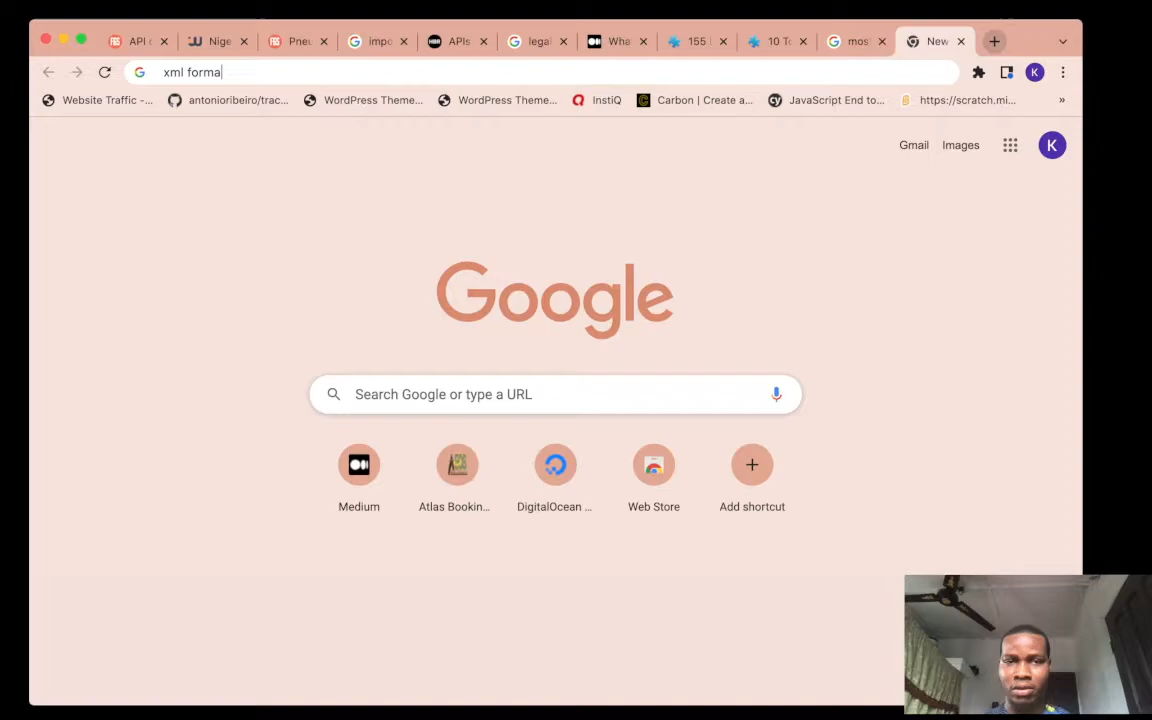 API c
Nige
Pneu
impo
APIs
legal
Wha
155
10 To
most
New
xml forma
K
Website Traffic -...
antonioribeiro/trac...
WordPress Theme...
WordPress Theme...
InstiQ
Carbon | Create a...
JavaScript End to...
https://scratch.mi...
»
Gmail
Images
K
Google
Search Google or type a URL
Medium
Atlas Bookin...
DigitalOcean ...
Web Store
Add shortcut